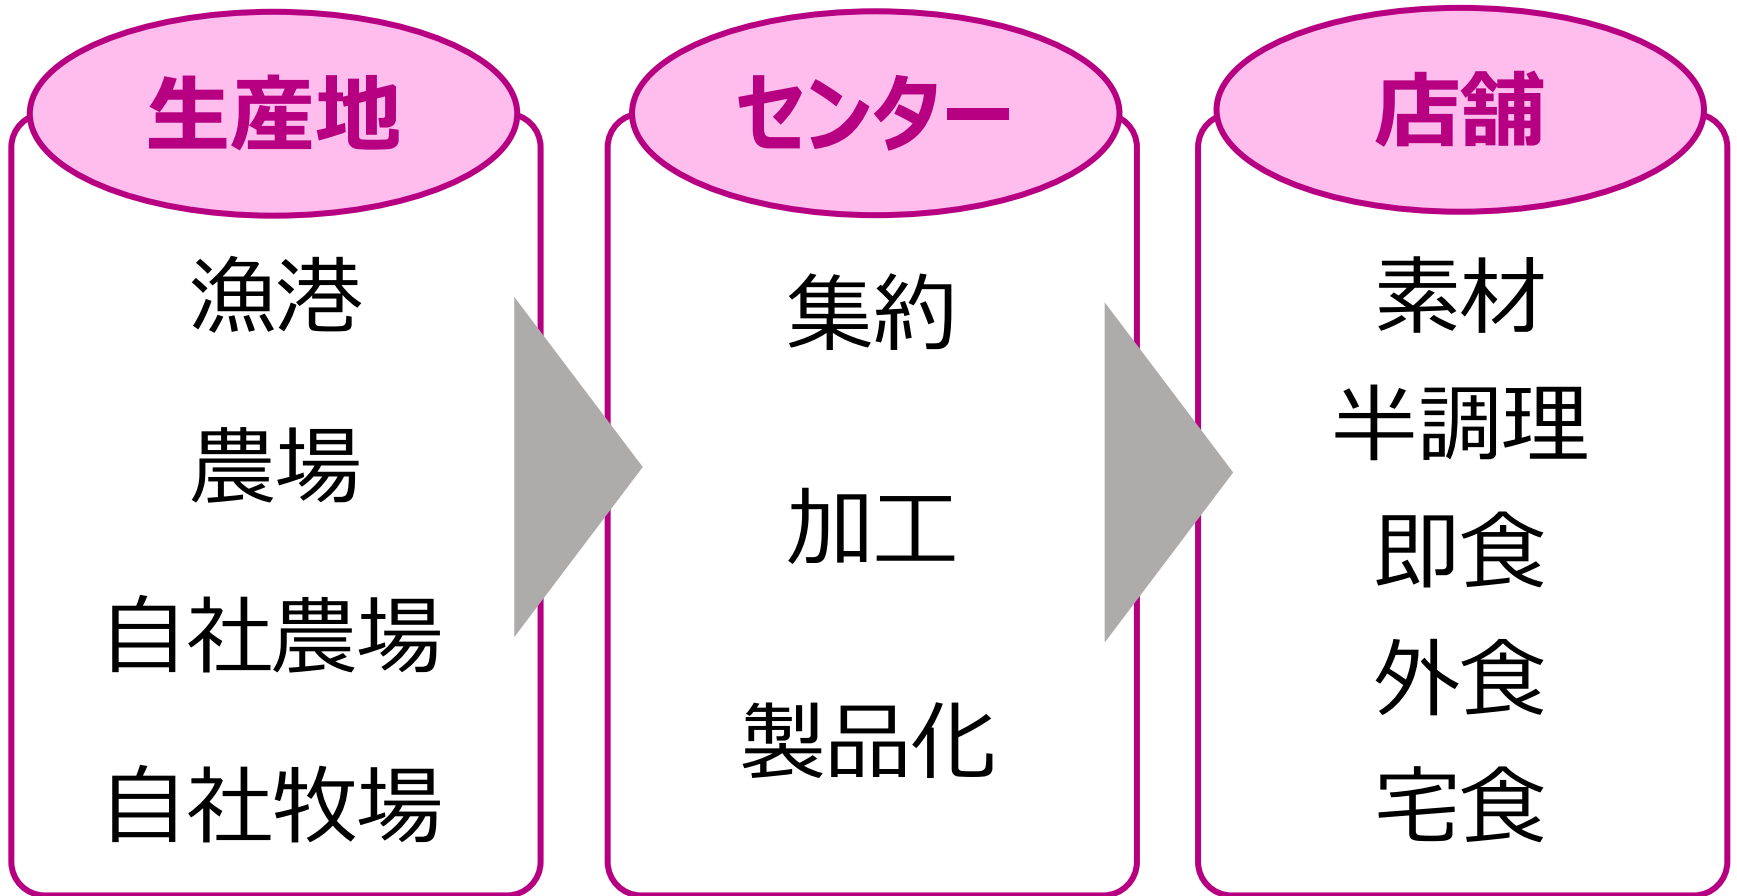 生産地
漁港
農場
自社農場
自社牧場
センター
集約
加工
製品化
店舗
素材
半調理
即食
外食
宅食